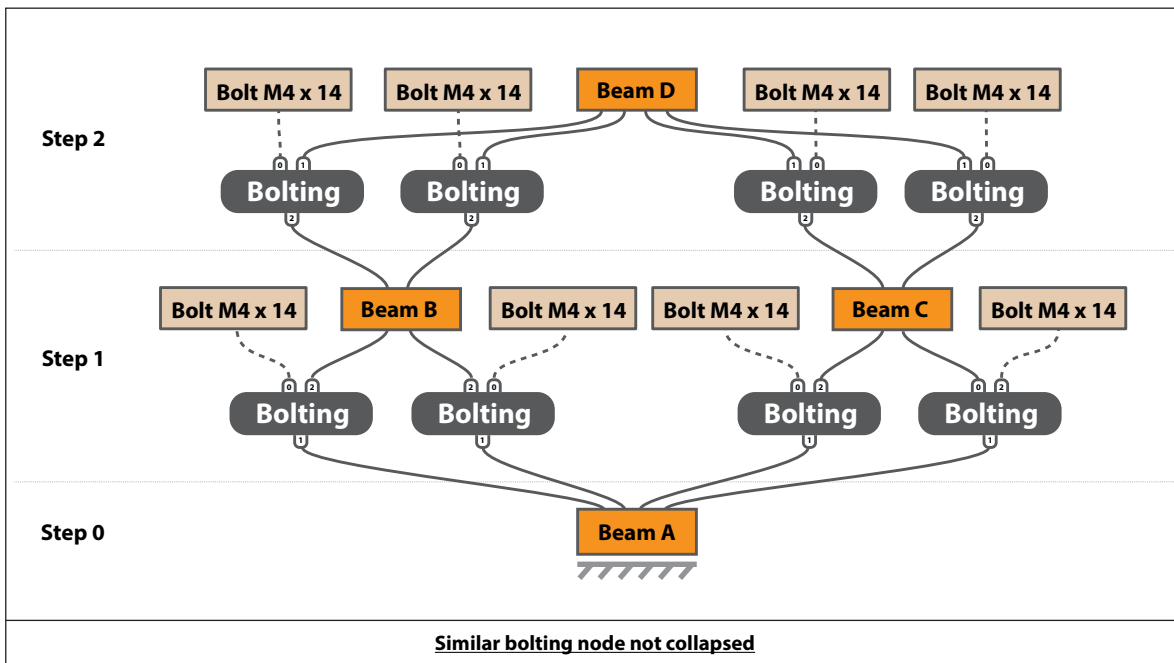 Bolt M4 x 14 Bolt M4 x 14 Beam D Bolt M4 x 14 Bolt M4 x 14
Step 2
0 1 0 1 1 0 1 0
Bolting Bolting Bolting Bolting
2 2 2 2
Bolt M4 x 14 Beam B Bolt M4 x 14 Bolt M4 x 14 Beam C Bolt M4 x 14
Step 1
0 2 2 0 0 2 0 2
Bolting Bolting Bolting Bolting
1 1 1 1
Step 0 Beam A
Similar bolting node not collapsed